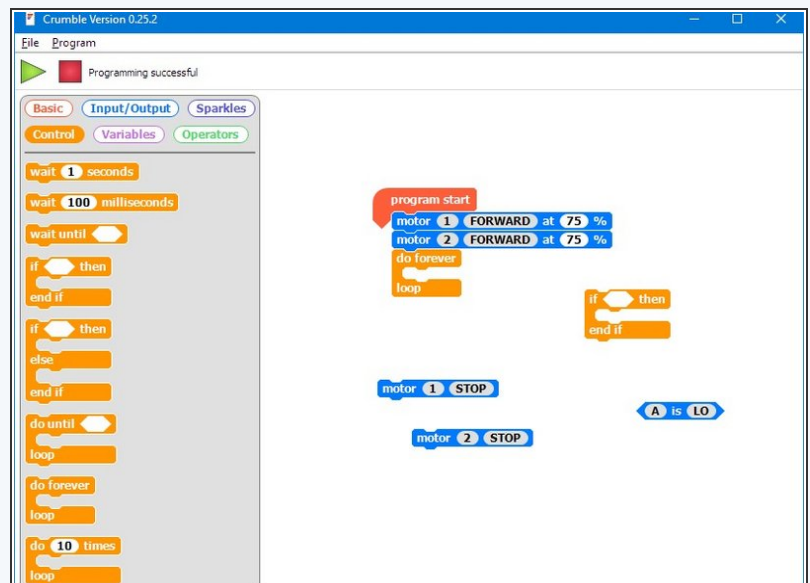 Crumble Version 0.25.2
File Program
Programming successful
Basic Input/Output Sparkles
Control Variables Operators
wait 1 seconds
wait 100 milliseconds
wait until
if then
end if
if then
else
end if
do until
loop
do forever
loop
do 10 times
loop
program start
motor 1 FORWARD at 75 %
motor 2 FORWARD at 75 %
do forever
loop
if then
end if
motor 1 STOP
A is LO
motor 2 STOP